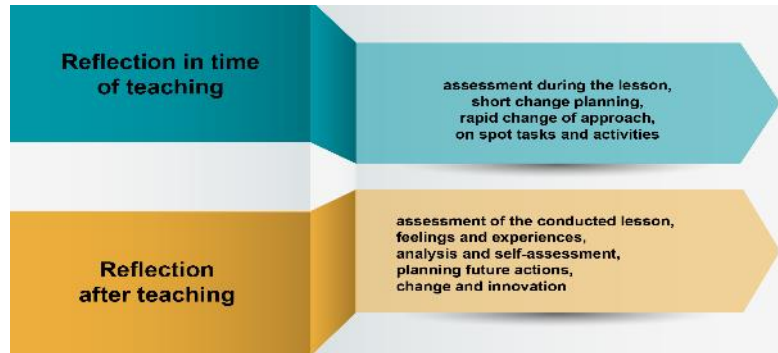 Reflection in time
of teaching
assessment during the lesson,
short change planning,
rapid change of approach,
on spot tasks and activities
Reflection
after teaching
assessment of the conducted lesson,
feelings and experiences,
analysis and self-assessment,
planning future actions,
change and innovation